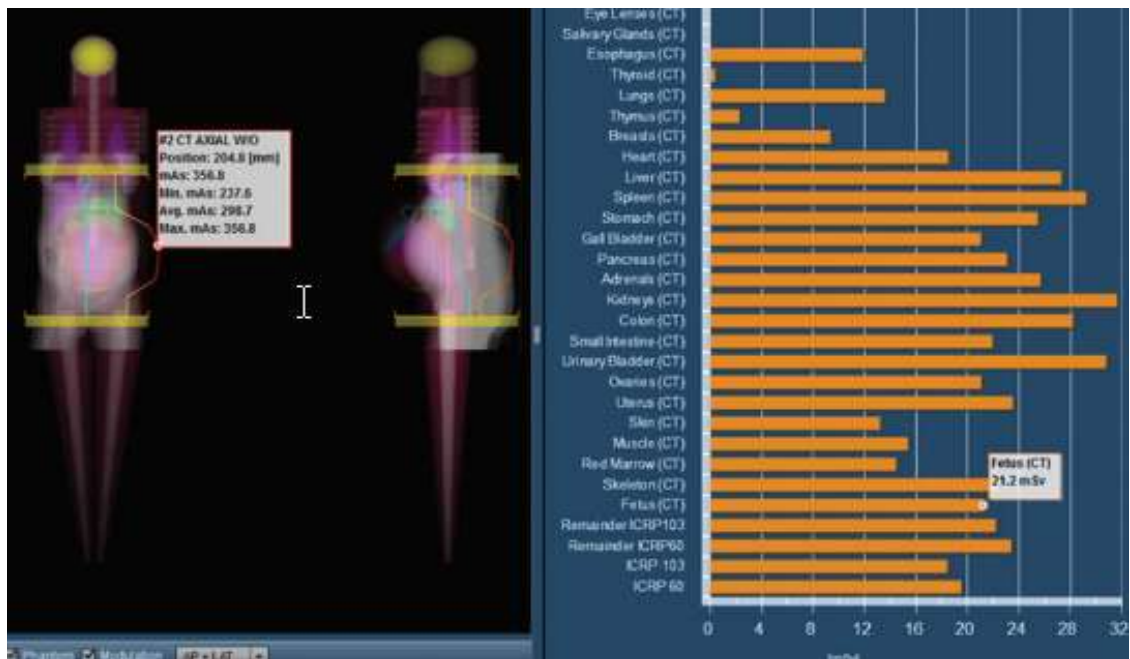 #2 CT AXIAL W/O
Position: 204.8 [mm]
mAs: 356.8
Min. mAs: 237.6
Avg. mAs: 298.7
Max. mAs: 356.8
Phantom Modulation AP + LAT
Eye Lenses (CT)
Salivary Glands (CT)
Esophagus (CT)
Thyroid (CT)
Lungs (CT)
Thymus (CT)
Breasts (CT)
Heart (CT)
Liver (CT)
Spleen (CT)
Stomach (CT)
Gall Bladder (CT)
Pancreas (CT)
Adrenals (CT)
Kidneys (CT)
Colon (CT)
Small Intestine (CT)
Urinary Bladder (CT)
Ovaries (CT)
Uterus (CT)
Skin (CT)
Muscle (CT)
Red Marrow (CT)
Skeleton (CT)
Fetus (CT)
Remainder ICRP103
Remainder ICRP60
ICRP 103
ICRP 60
Fetus (CT)
21.2 mSv
0 4 8 12 16 20 24 28 32